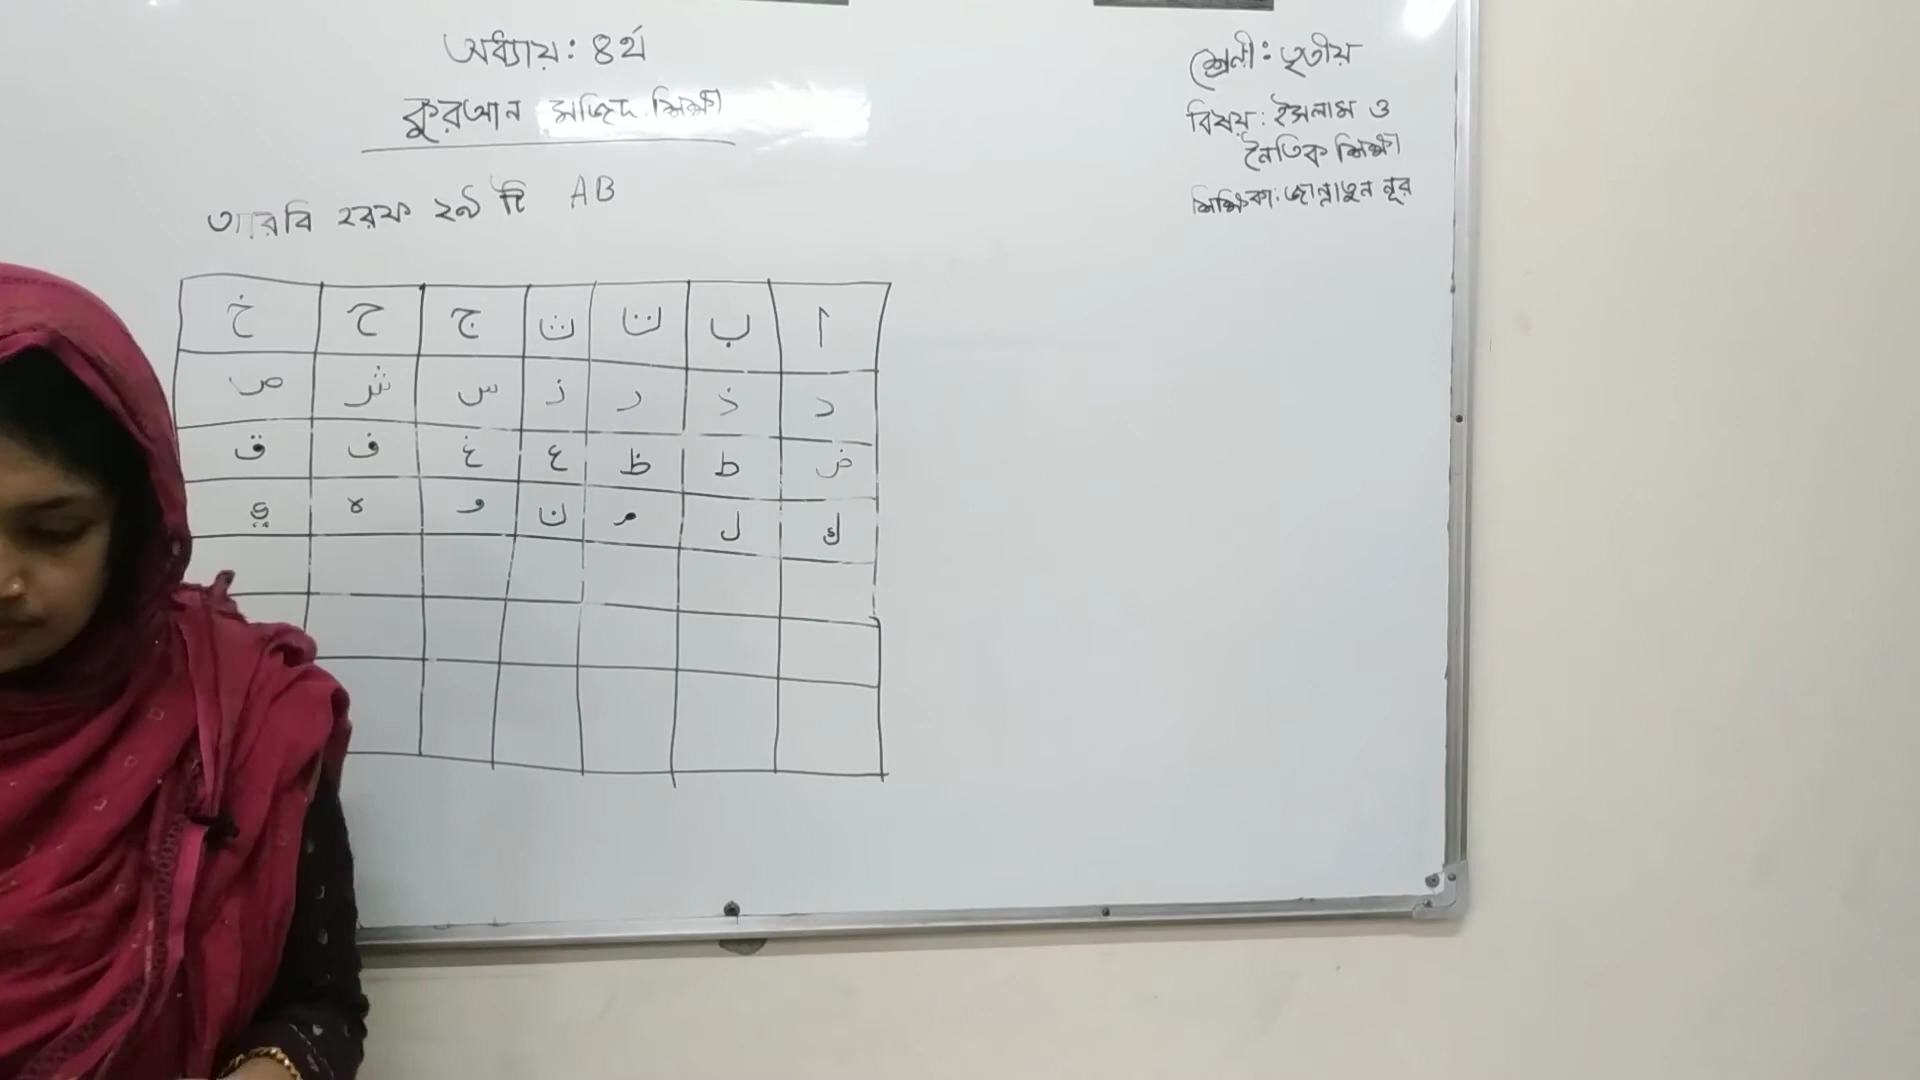 অধ্যায়: ৪র্থ
কুরআন মজিদ শিক্ষা
আরবি হরফ ২৯ টি AB
শ্রেণী: তৃতীয়
বিষয়: ইসলাম ও
নৈতিক শিক্ষা
শিক্ষিকা: জান্নাতুন নূর
ا ب ت ث ج ح خ
د ذ ر ز س ش ص
ض ط ظ ع غ ف ق
ك ل م ن و ه ي